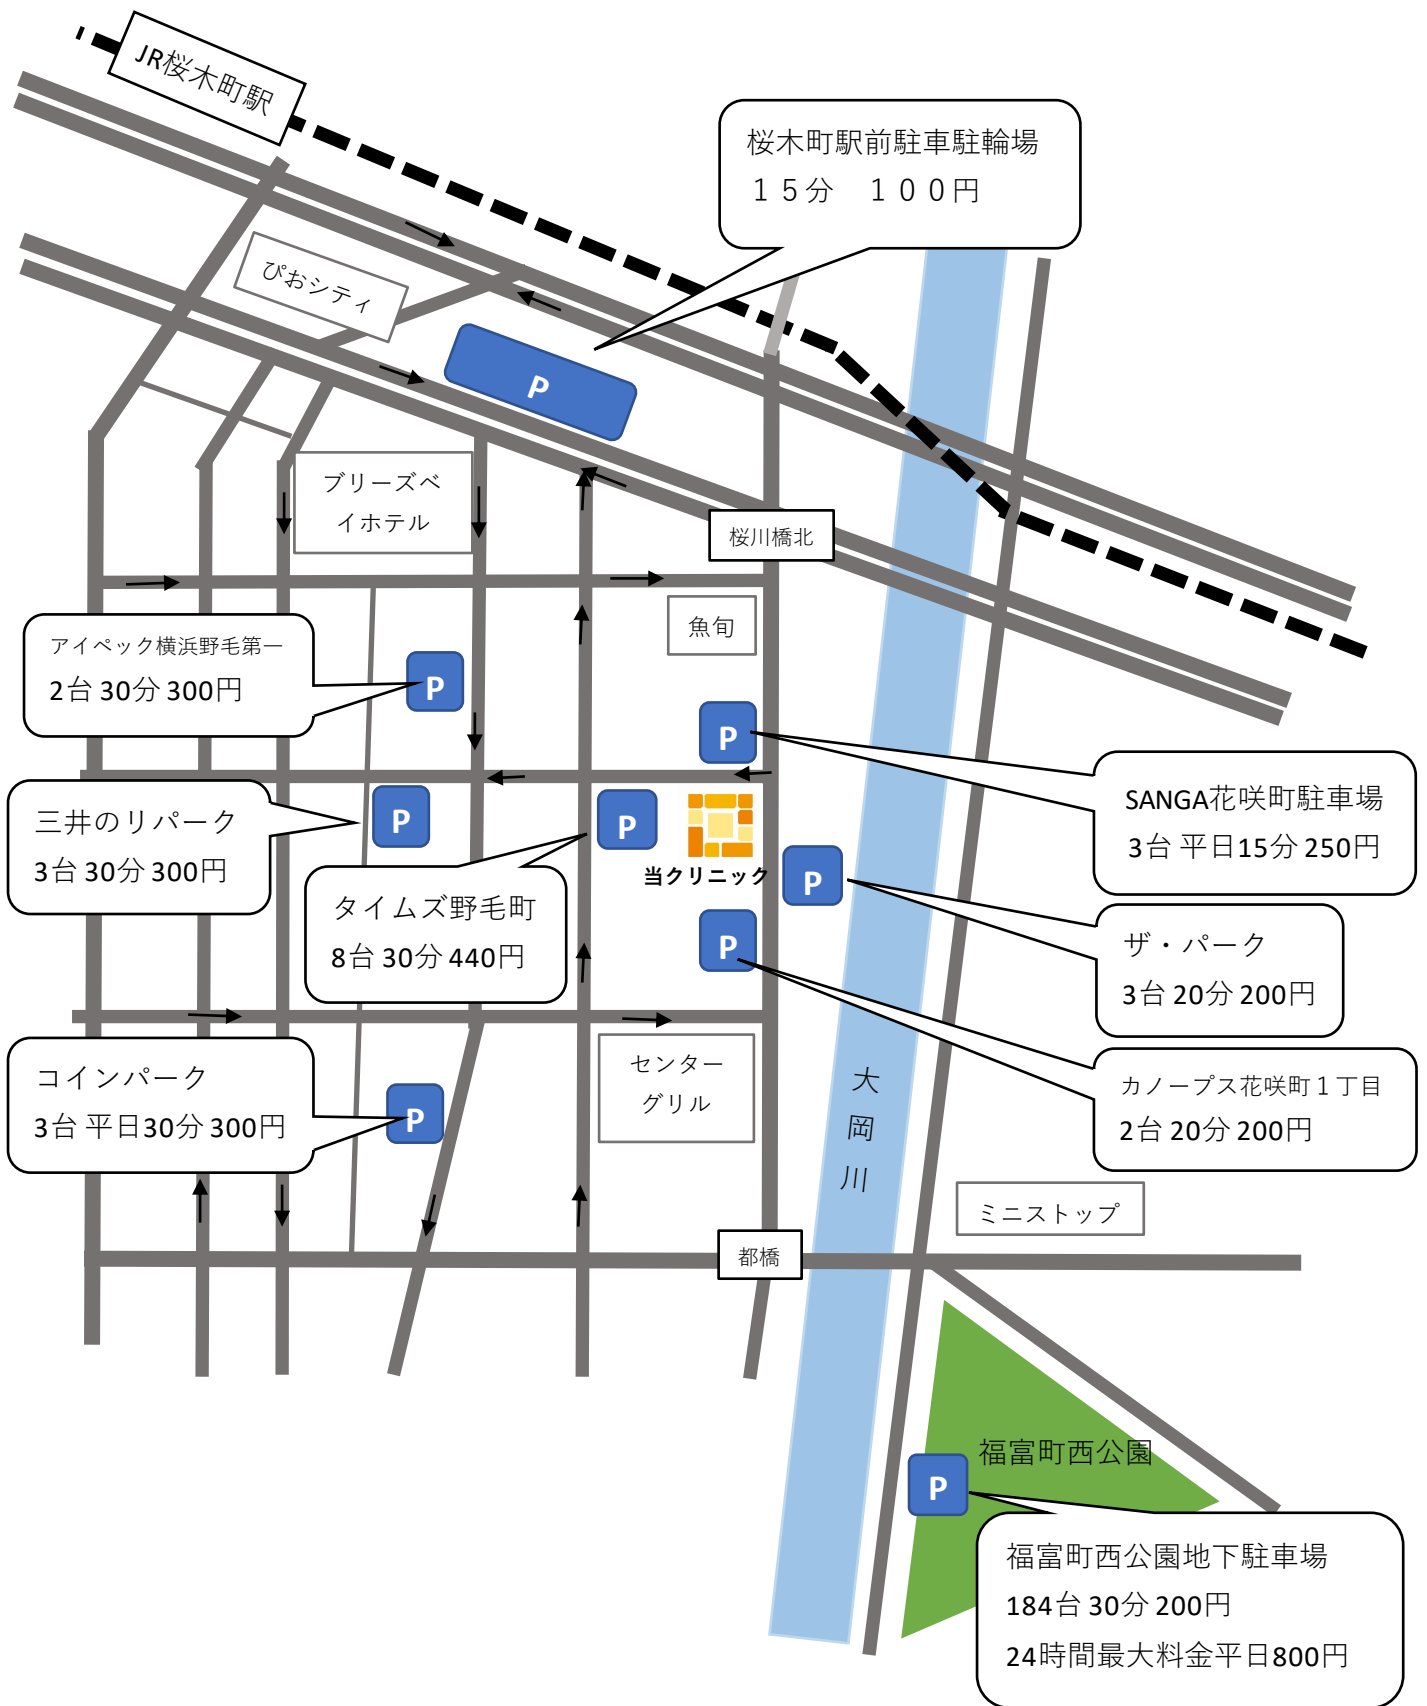 JR桜木町駅
桜木町駅前駐車駐輪場
１５分　１００円
ぴおシティ
P
ブリーズベ
イホテル
桜川橋北
魚旬
アイペック横浜野毛第一
2台 30分 300円
P
P
SANGA花咲町駐車場
3台 平日15分 250円
三井のリパーク
3台 30分 300円
P
P
当クリニック
P
タイムズ野毛町
8台 30分 440円
ザ・パーク
3台 20分 200円
P
センター
グリル
カノープス花咲町１丁目
2台 20分 200円
コインパーク
3台 平日30分 300円
P
大
岡
川
ミニストップ
都橋
福富町西公園
P
福富町西公園地下駐車場
184台 30分 200円
24時間最大料金平日800円